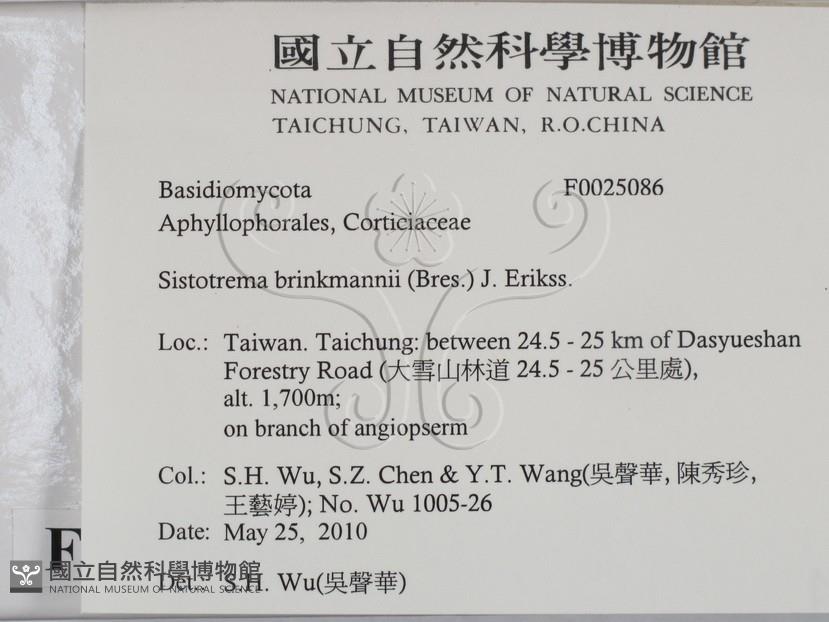 國立自然科學博物館
NATIONAL MUSEUM OF NATURAL SCIENCE
TAICHUNG, TAIWAN, R.O.CHINA
Basidiomycota F0025086
Aphyllophorales, Corticiaceae
Sistotrema brinkmannii (Bres.) J. Erikss.
Loc.: Taiwan. Taichung: between 24.5 - 25 km of Dasyueshan
Forestry Road (大雪山林道 24.5 - 25 公里處),
alt. 1,700m;
on branch of angiopserm
Col.: S.H. Wu, S.Z. Chen & Y.T. Wang(吳聲華, 陳秀珍,
王藝婷); No. Wu 1005-26
Date: May 25, 2010
Det.: S.H. Wu(吳聲華)
F
國立自然科學博物館
NATIONAL MUSEUM OF NATURAL SCIENCE